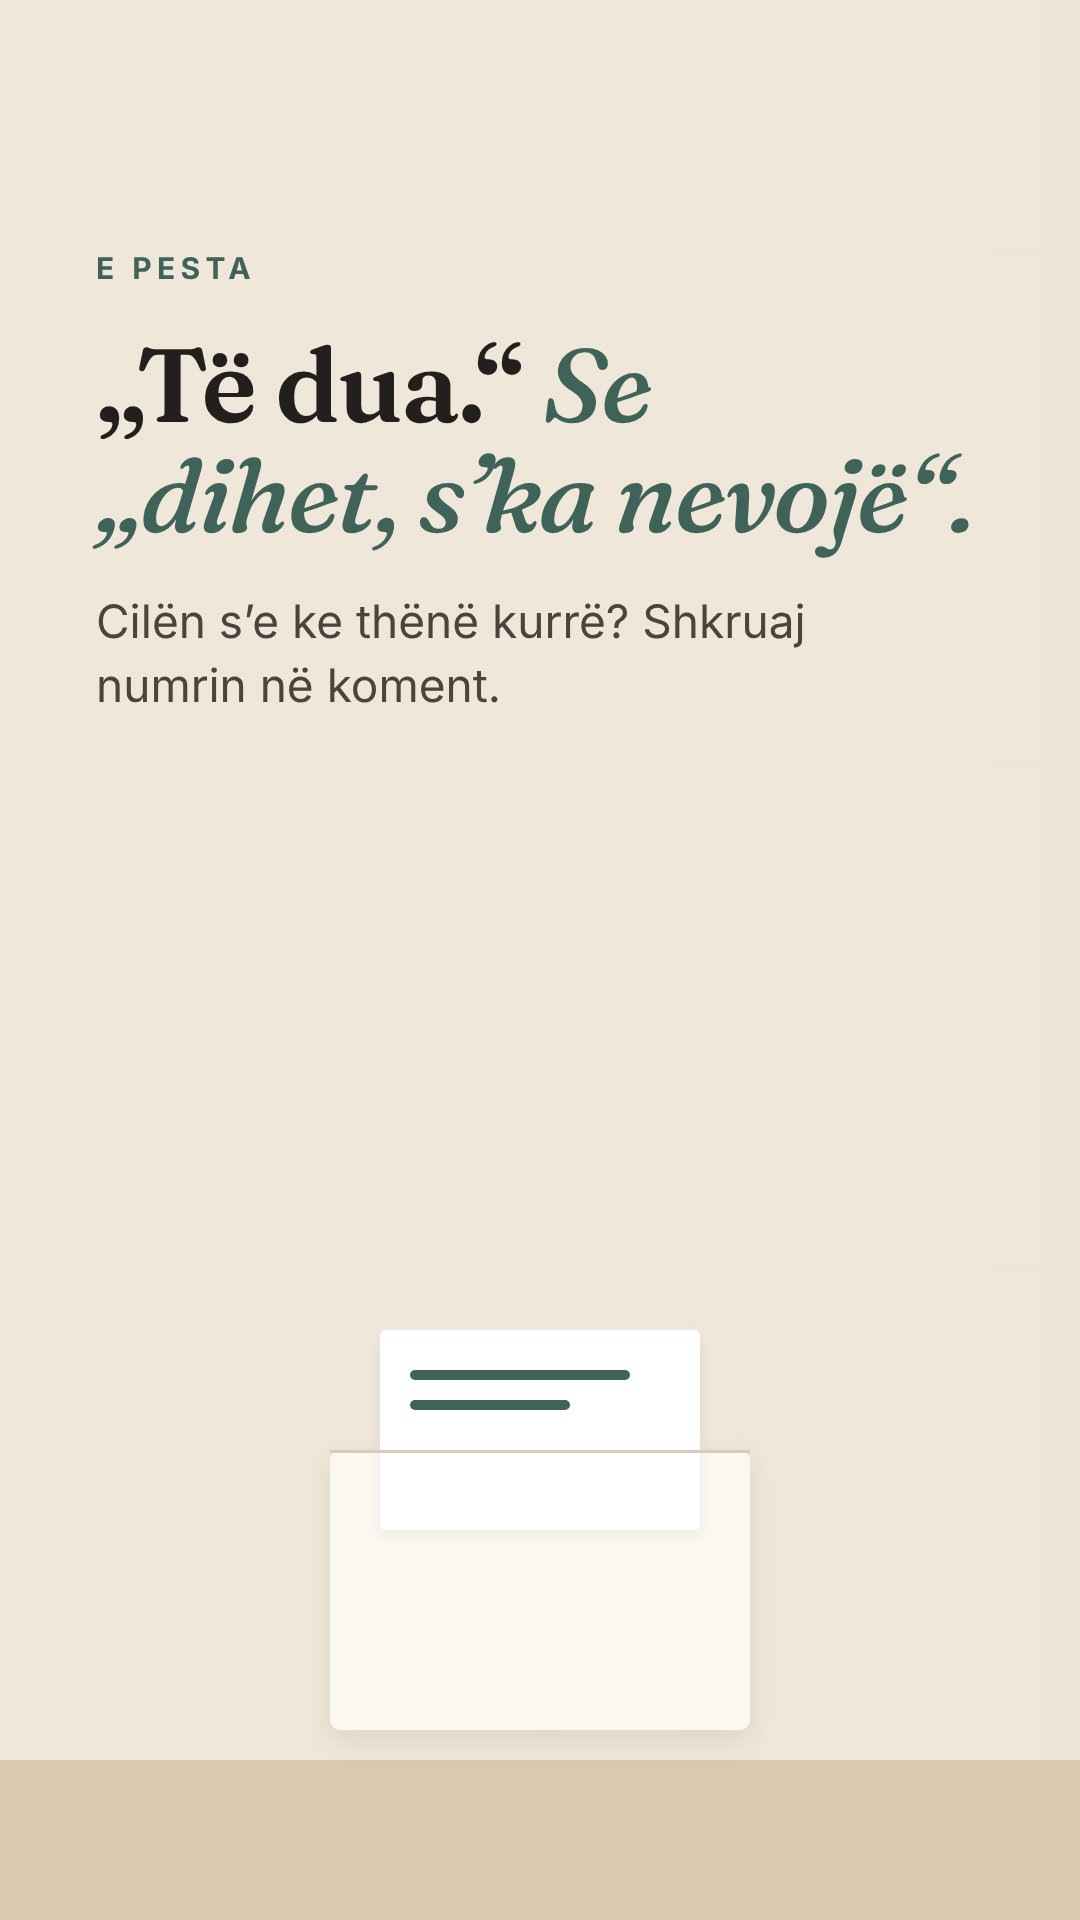 E PESTA
„Të dua.“ Se
„dihet, s’ka nevojë“.
Cilën s’e ke thënë kurrë? Shkruaj
numrin në koment.